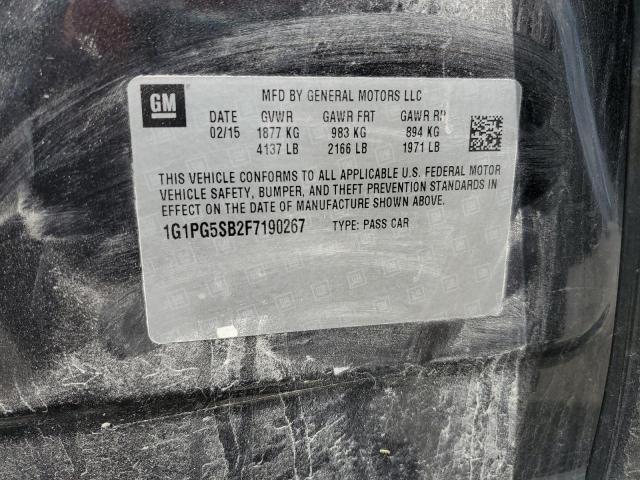 GM
MFD BY GENERAL MOTORS LLC
DATE GVWR GAWR FRT GAWR RR
02/15 1877 KG 983 KG 894 KG
4137 LB 2166 LB 1971 LB
THIS VEHICLE CONFORMS TO ALL APPLICABLE U.S. FEDERAL MOTOR
VEHICLE SAFETY, BUMPER, AND THEFT PREVENTION STANDARDS IN
EFFECT ON THE DATE OF MANUFACTURE SHOWN ABOVE.
1G1PG5SB2F7190267 TYPE: PASS CAR